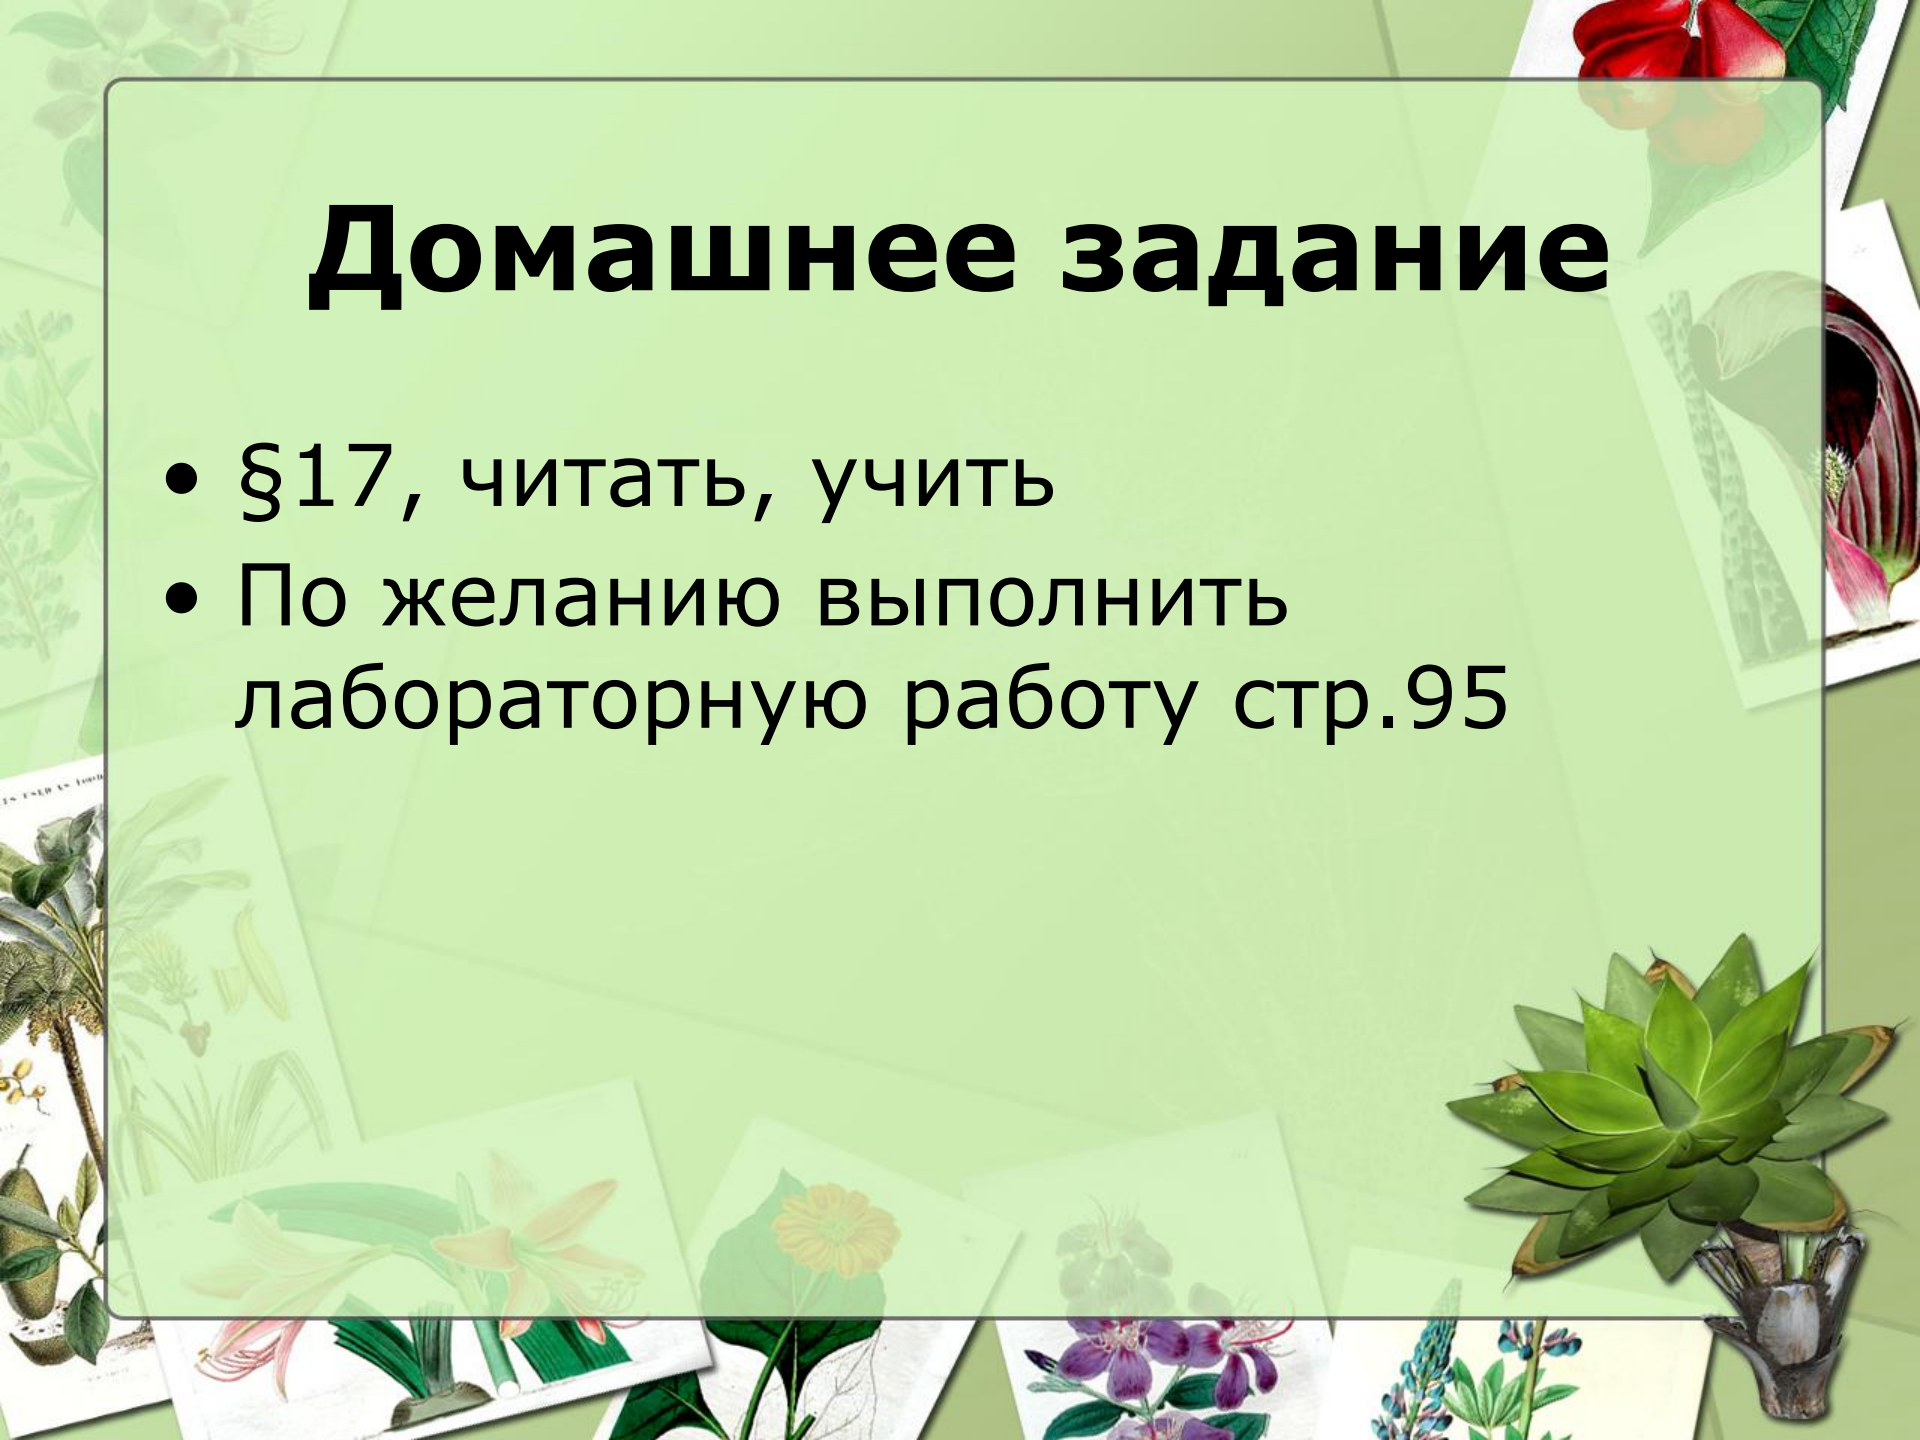 Домашнее задание
• §17, читать, учить
• По желанию выполнить
лабораторную работу стр.95